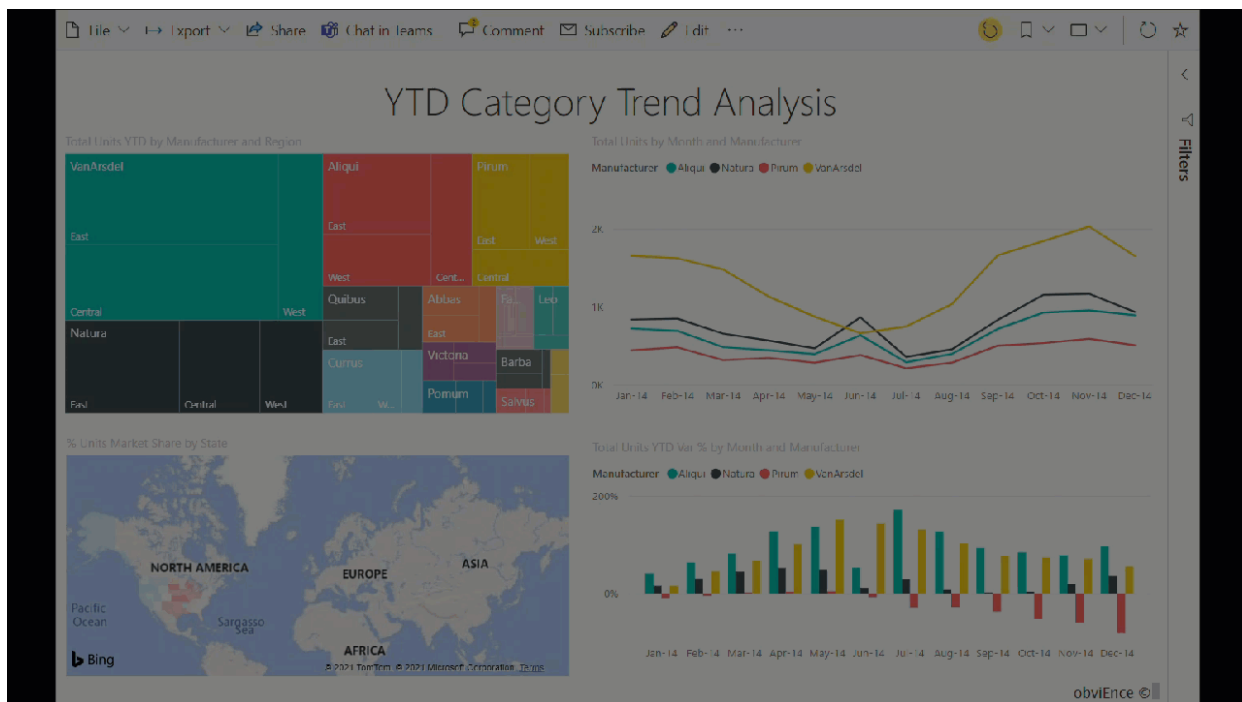 File Export Share Chat in Teams Comment Subscribe Edit ...
YTD Category Trend Analysis
Filters
Total Units YTD by Manufacturer and Region
VanArsdel
East
Central
West
Natura
East
Central
West
Aliqui
East
West
Cent...
Pirum
East
West
Central
Quibus
East
Currus
East
W...
Abbas
East
Victoria
Pomum
Fa...
Leo
Barba
Salvus
Total Units by Month and Manufacturer
Manufacturer Aliqui Natura Pirum VanArsdel
2K
1K
0K
Jan-14 Feb-14 Mar-14 Apr-14 May-14 Jun-14 Jul-14 Aug-14 Sep-14 Oct-14 Nov-14 Dec-14
% Units Market Share by State
NORTH AMERICA
EUROPE
ASIA
Pacific
Ocean
Sargasso
Sea
AFRICA
Bing
© 2021 TomTom, © 2021 Microsoft Corporation Terms
Total Units YTD Var % by Month and Manufacturer
Manufacturer Aliqui Natura Pirum VanArsdel
200%
0%
Jan-14 Feb-14 Mar-14 Apr-14 May-14 Jun-14 Jul-14 Aug-14 Sep-14 Oct-14 Nov-14 Dec-14
obviEnce ©